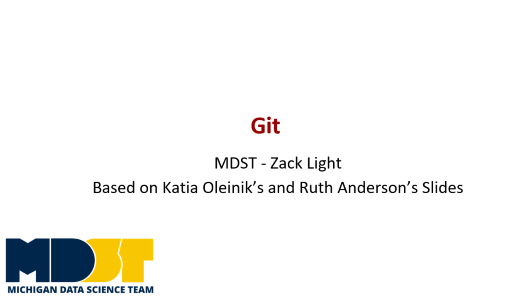 Git
MDST - Zack Light
Based on Katia Oleinik’s and Ruth Anderson’s Slides
MDST
MICHIGAN DATA SCIENCE TEAM